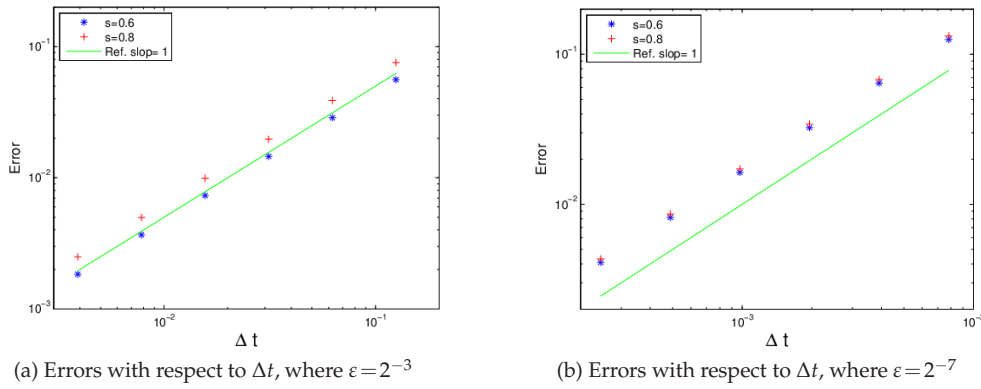 s=0.6
s=0.8
Ref. slop= 1
10⁻¹
10⁻²
10⁻³
Error
10⁻²
10⁻¹
Δ t
(a) Errors with respect to Δt, where ε=2⁻³
s=0.6
s=0.8
Ref. slop= 1
10⁻¹
10⁻²
Error
10⁻³
10⁻²
Δ t
(b) Errors with respect to Δt, where ε=2⁻⁷